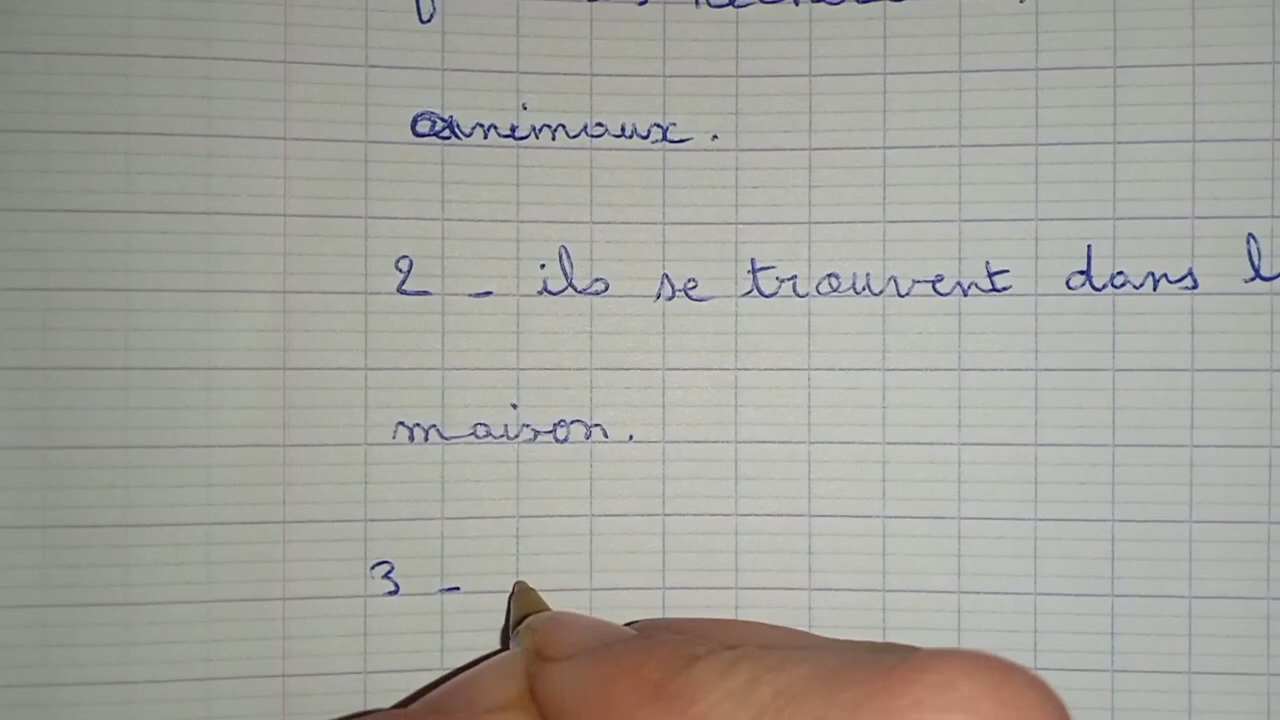 animaux.
2 - ils se trouvent dans
maison.
3 -